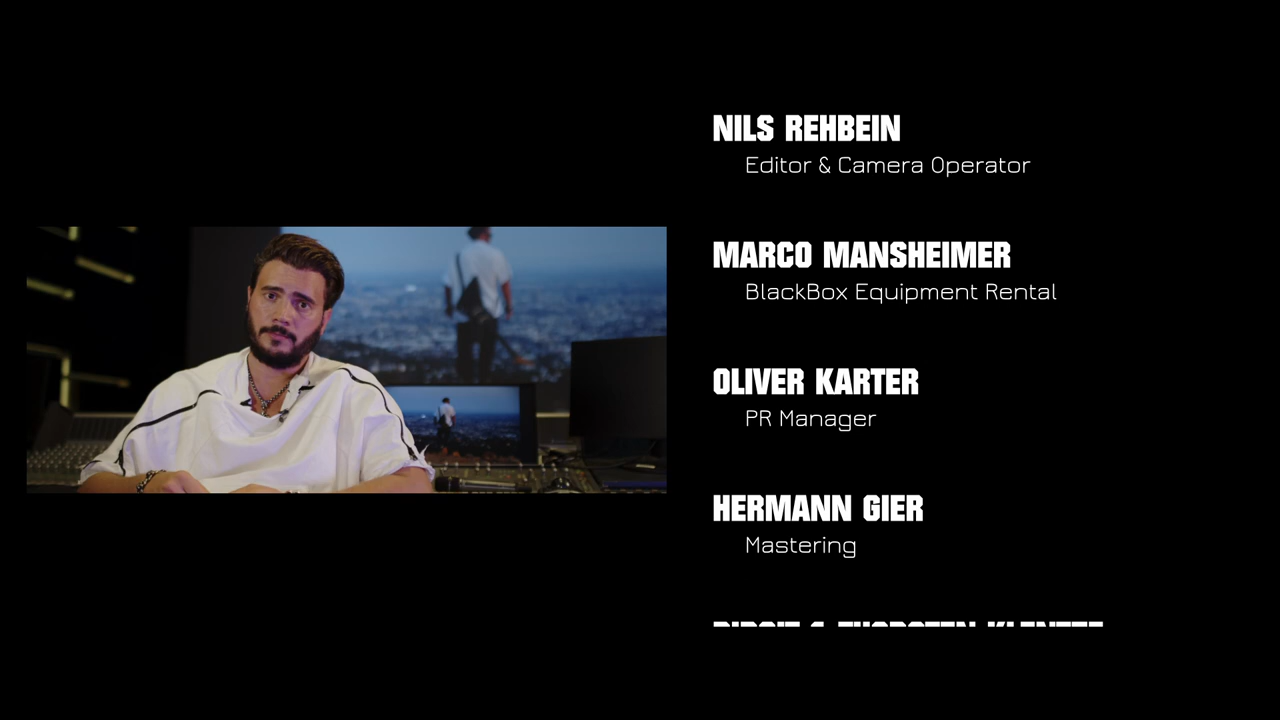 NILS REHBEIN
Editor & Camera Operator
MARCO MANSHEIMER
BlackBox Equipment Rental
OLIVER KARTER
PR Manager
HERMANN GIER
Mastering